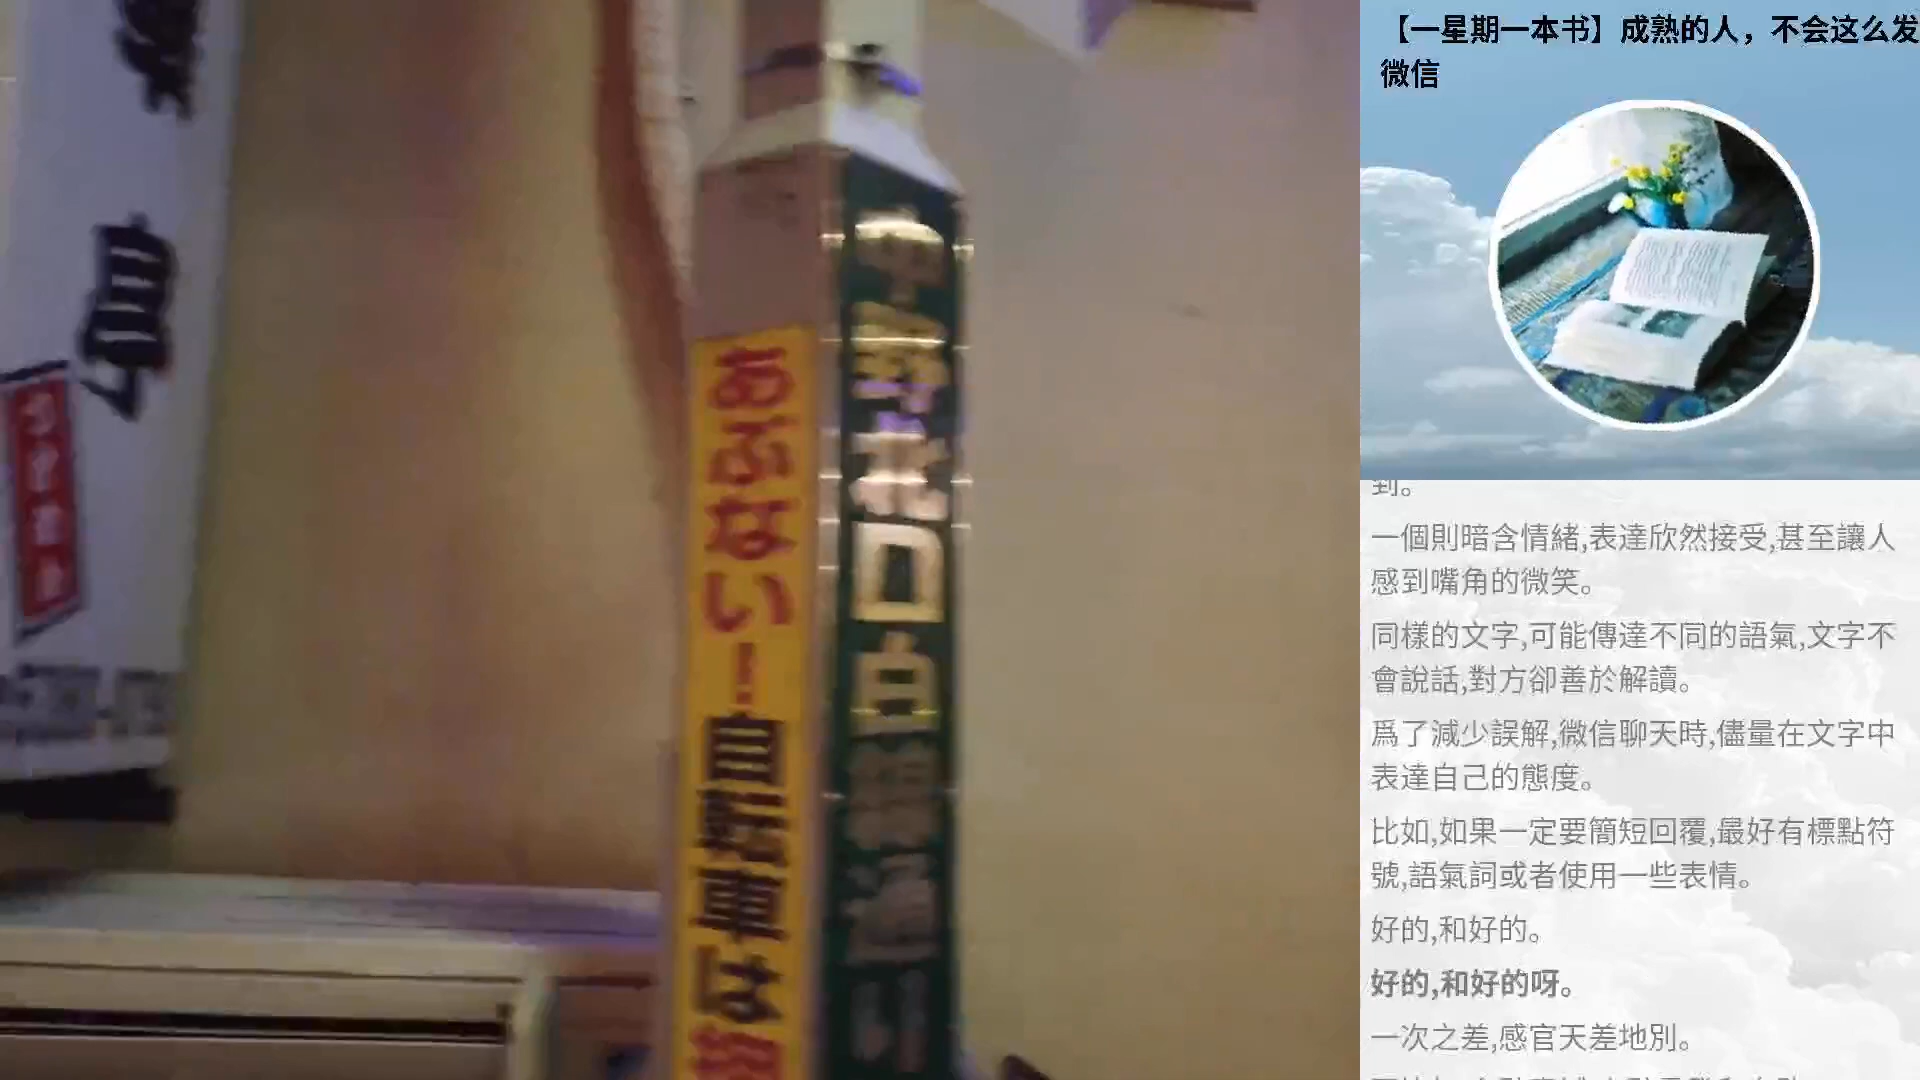 あぶない!自転車は
口白
【一星期一本书】成熟的人，不会这么发
微信
到。
一個則暗含情緒,表達欣然接受,甚至讓人
感到嘴角的微笑。
同樣的文字,可能傳達不同的語氣,文字不
會說話,對方卻善於解讀。
爲了減少誤解,微信聊天時,儘量在文字中
表達自己的態度。
比如,如果一定要簡短回覆,最好有標點符
號,語氣詞或者使用一些表情。
好的,和好的。
好的,和好的呀。
一次之差,感官天差地別。